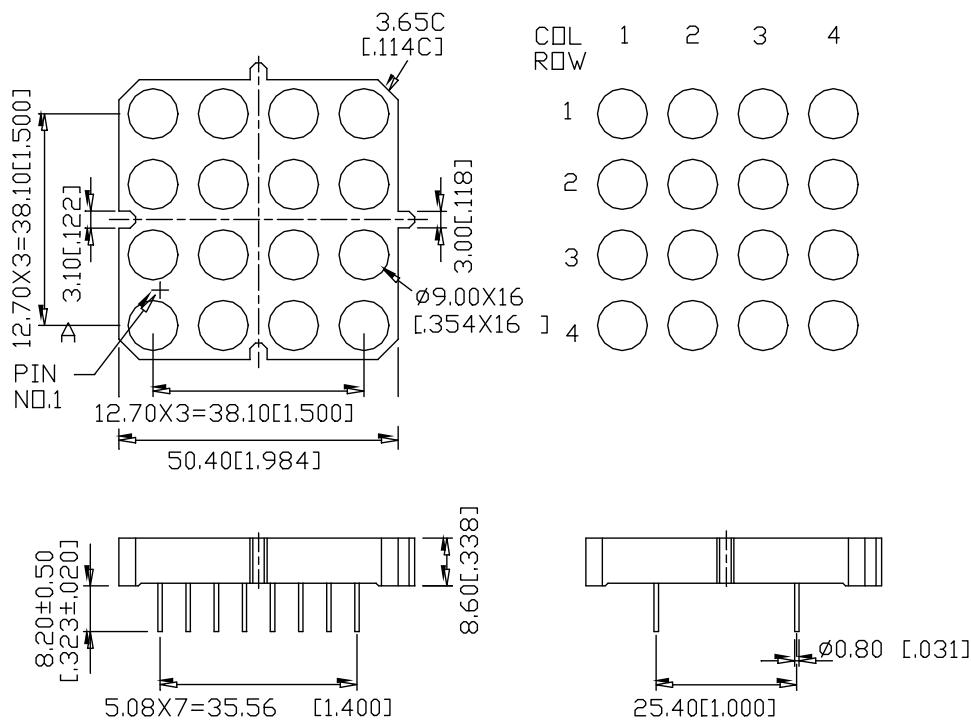 3.65C
[.114C]
COL 1 2 3 4
ROW
1
2
3
4
12.70X3=38.10[1.500]
3.10[.122]
3.00[.118]
Ø9.00X16
[.354X16 ]
A
PIN
NO.1
12.70X3=38.10[1.500]
50.40[1.984]
8.20±0.50
[.323±.020]
8.60[.338]
5.08X7=35.56 [1.400]
Ø0.80 [.031]
25.40[1.000]